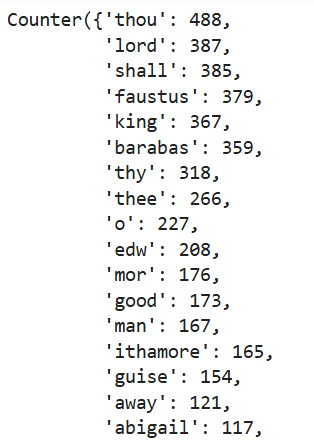 Counter({'thou': 488,
'lord': 387,
'shall': 385,
'faustus': 379,
'king': 367,
'barabas': 359,
'thy': 318,
'thee': 266,
'o': 227,
'edw': 208,
'mor': 176,
'good': 173,
'man': 167,
'ithamore': 165,
'guise': 154,
'away': 121,
'abigail': 117,